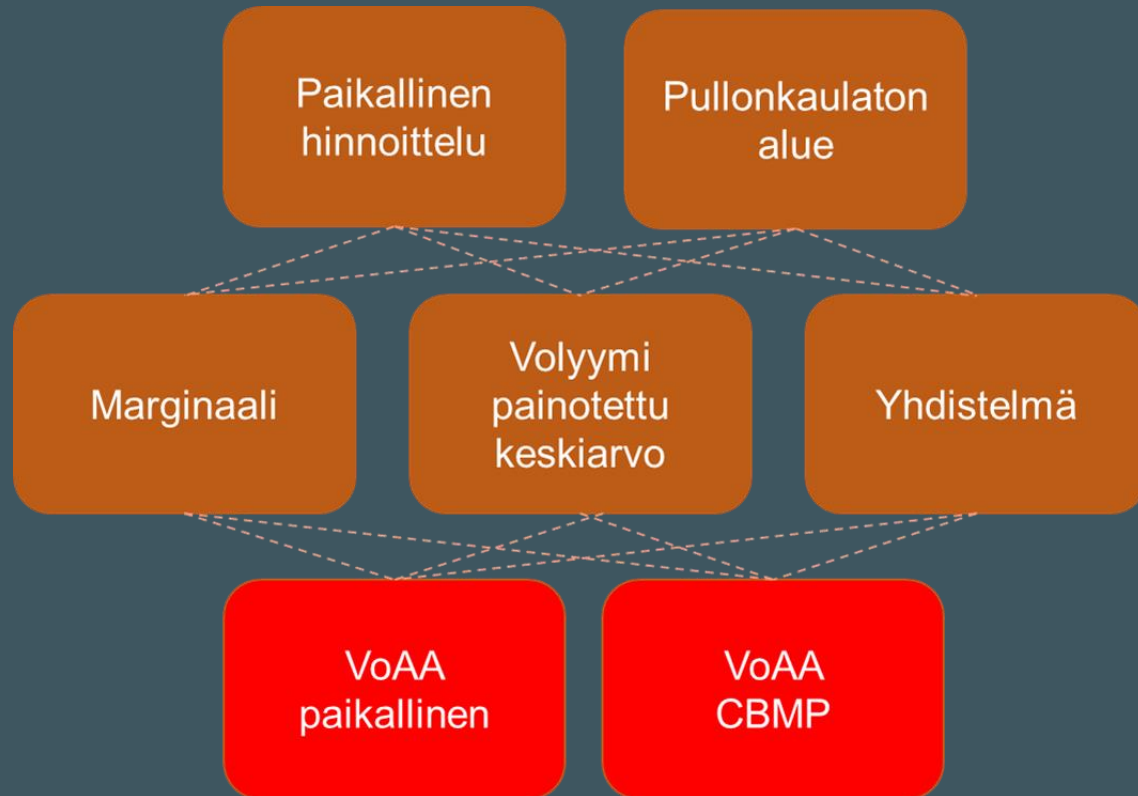 Paikallinen
hinnoittelu
Pullonkaulaton
alue
Marginaali
Volyymi
painotettu
keskiarvo
Yhdistelmä
VoAA
paikallinen
VoAA
CBMP